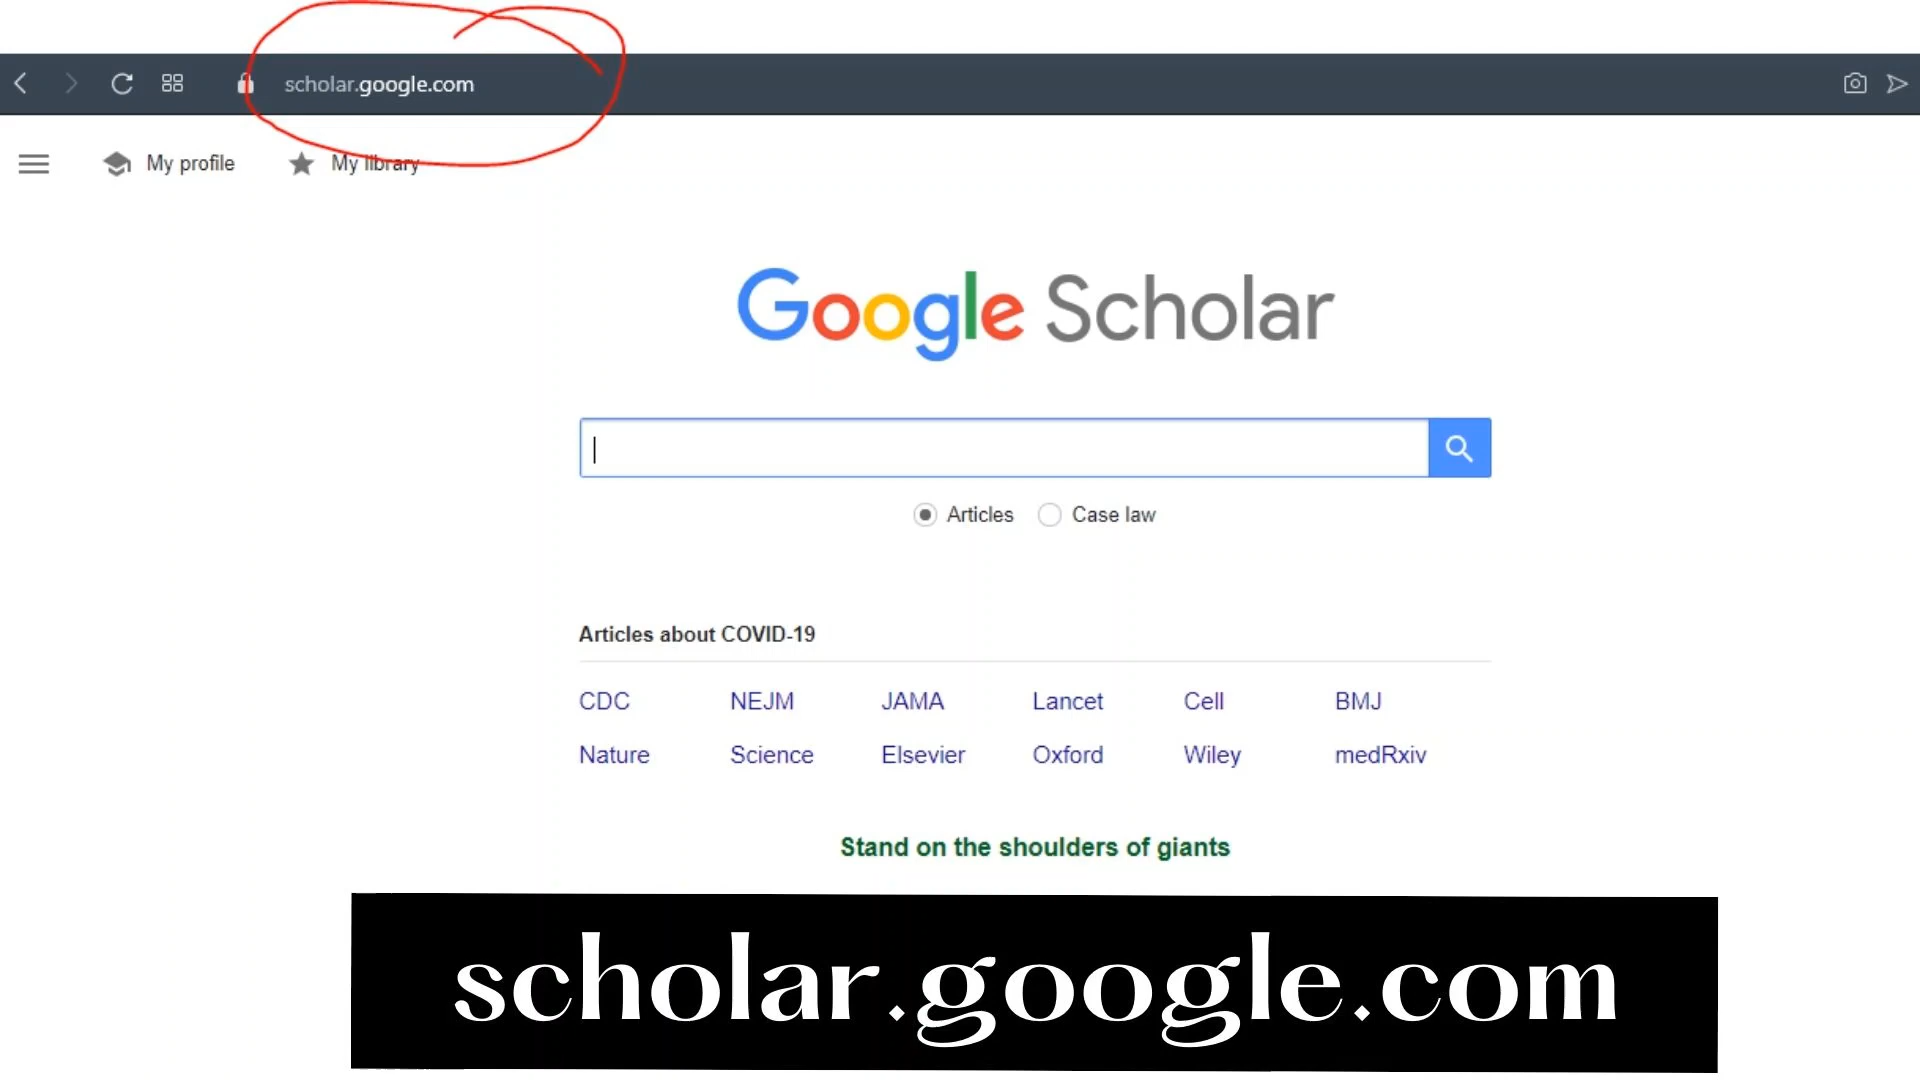 scholar.google.com
My profile My library
Google Scholar
Articles Case law
Articles about COVID-19
CDC NEJM JAMA Lancet Cell BMJ
Nature Science Elsevier Oxford Wiley medRxiv
Stand on the shoulders of giants
scholar.google.com